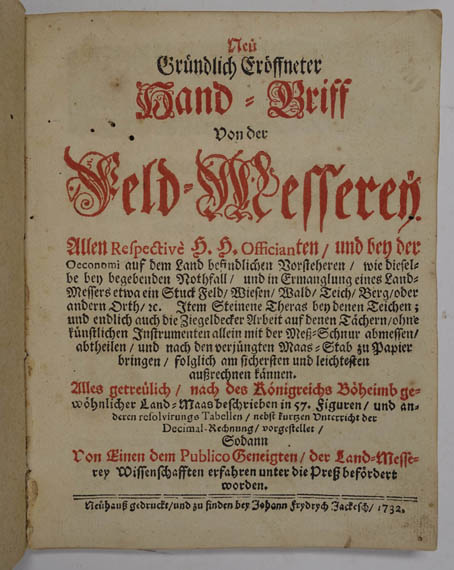 Neü
Gründlich Eröffneter
Hand-Griff
Von der
Feld-Messereÿ.
Allen Respectivè H. H. Officianten / und bey der
Oeconomi auf dem Land befindlichen Vorsteheren / wie diesel-
be bey begebenden Nothfall / und in Ermanglung eines Land-
Messers etwa ein Stuck Feld / Wiesen / Wald / Teich / Berg / oder
andern Orth / ꝛc. Item Steinene Theras bey denen Teichen ;
und endlich auch die Ziegeldecker Arbeit auf denen Tächern / ohne
künstlichen Instrumenten allein mit der Meß-Schnur abmessen /
abtheilen / und nach den verjüngten Maas-Stab zu Papier
bringen / folglich am sichersten und leichtesten
außrechnen können.
Alles getreülich / nach des Königreichs Böheimb ge-
wöhnlicher Land-Maas beschrieben in 57. Figuren / und an-
deren resolvirungs Tabellen / nebst kurtzen Unterricht der
Decimal-Rechnung / vorgestellet /
Sodann
Von Einen dem Publico Geneigten / der Land-Messe-
rey Wissenschafften erfahren unter die Preß befördert
worden.
Neühauß gedruckt / und zu finden bey Johann Frydrych Jackesch / 1732.